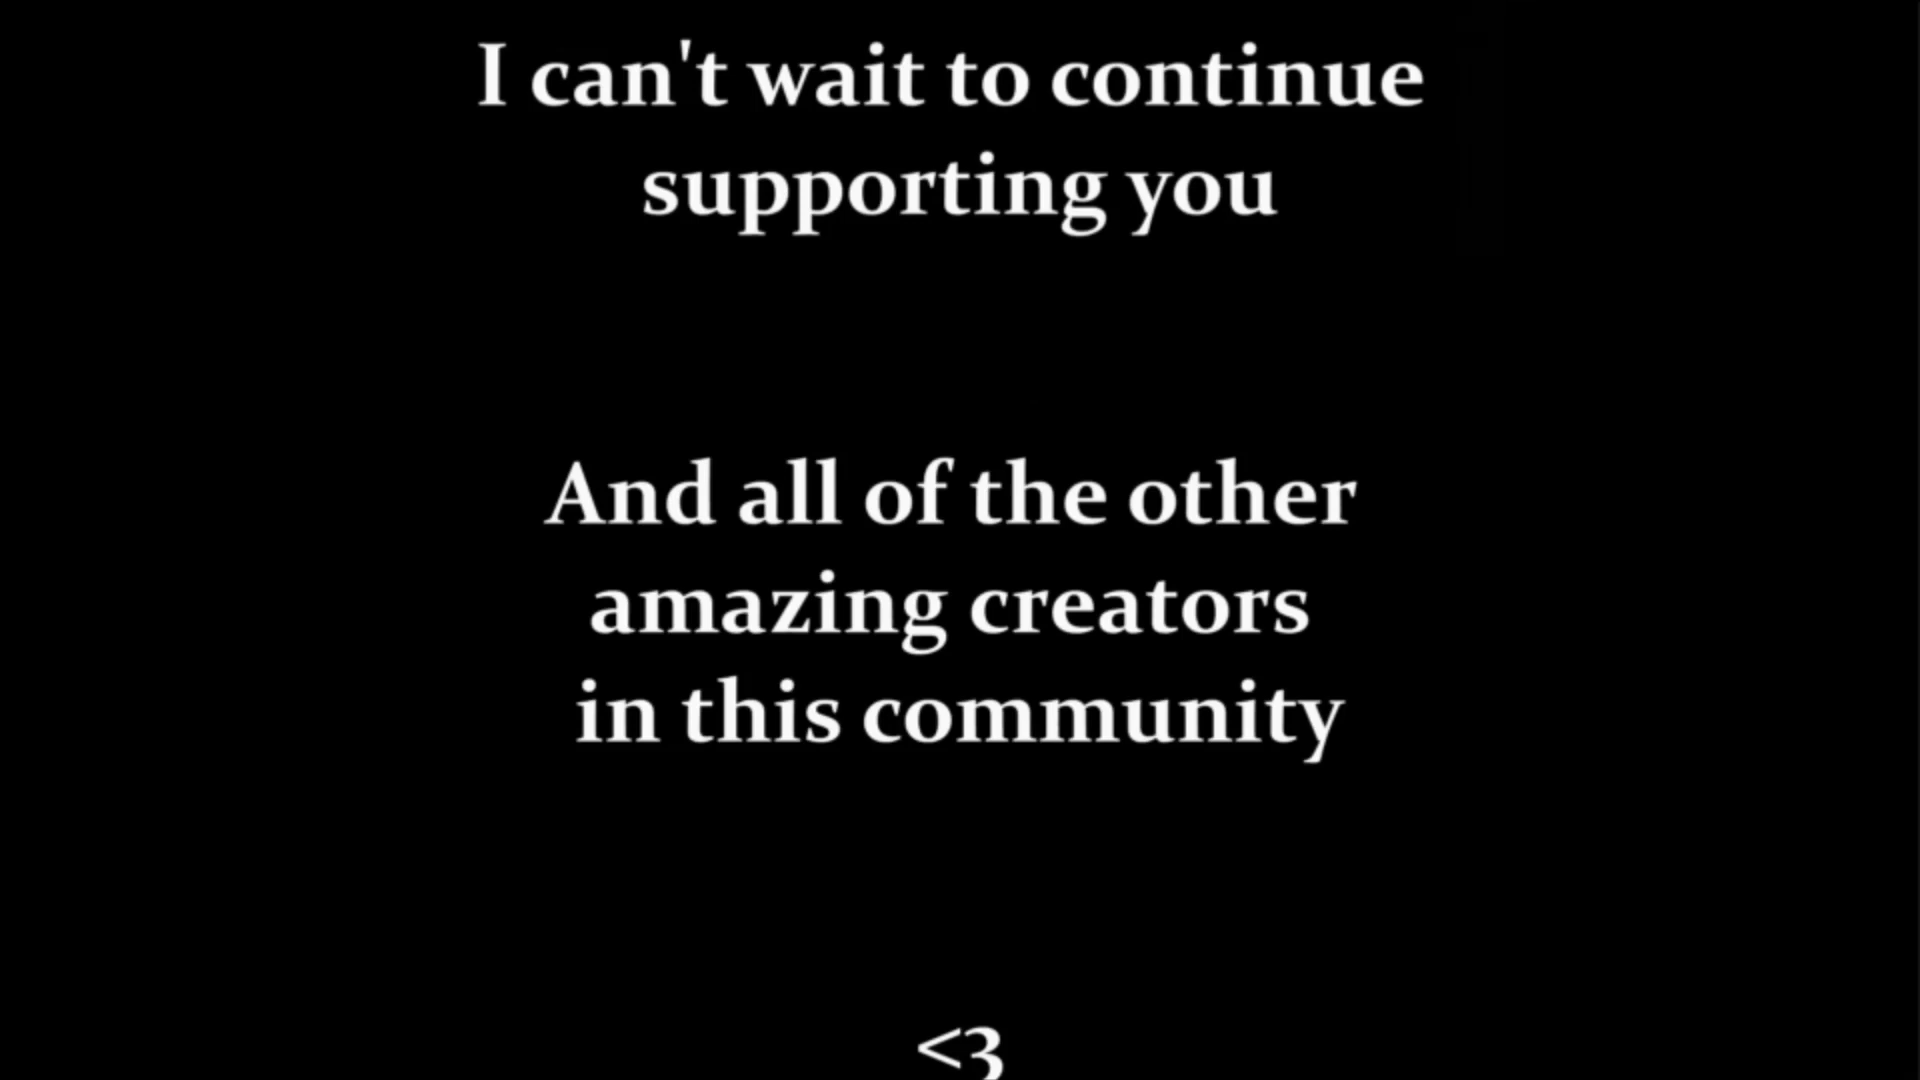 I can't wait to continue
supporting you
And all of the other
amazing creators
in this community
<3